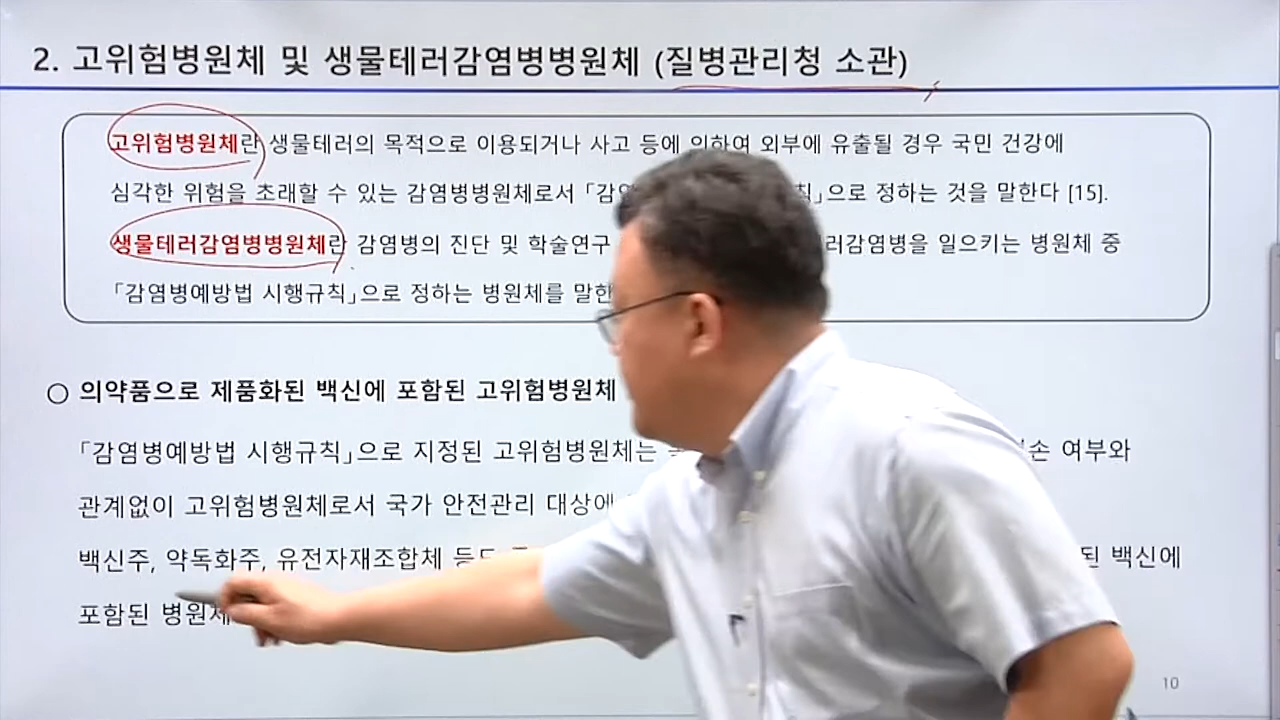 2. 고위험병원체 및 생물테러감염병병원체 (질병관리청 소관)
고위험병원체란 생물테러의 목적으로 이용되거나 사고 등에 의하여 외부에 유출될 경우 국민 건강에
심각한 위험을 초래할 수 있는 감염병병원체로서 「감 칙」으로 정하는 것을 말한다 [15].
생물테러감염병병원체란 감염병의 진단 및 학술연구 러감염병을 일으키는 병원체 중
「감염병예방법 시행규칙」으로 정하는 병원체를 말한
○ 의약품으로 제품화된 백신에 포함된 고위험병원체
「감염병예방법 시행규칙」으로 지정된 고위험병원체는 손 여부와
관계없이 고위험병원체로서 국가 안전관리 대상에
백신주, 약독화주, 유전자재조합체 등도 된 백신에
포함된 병원체
10